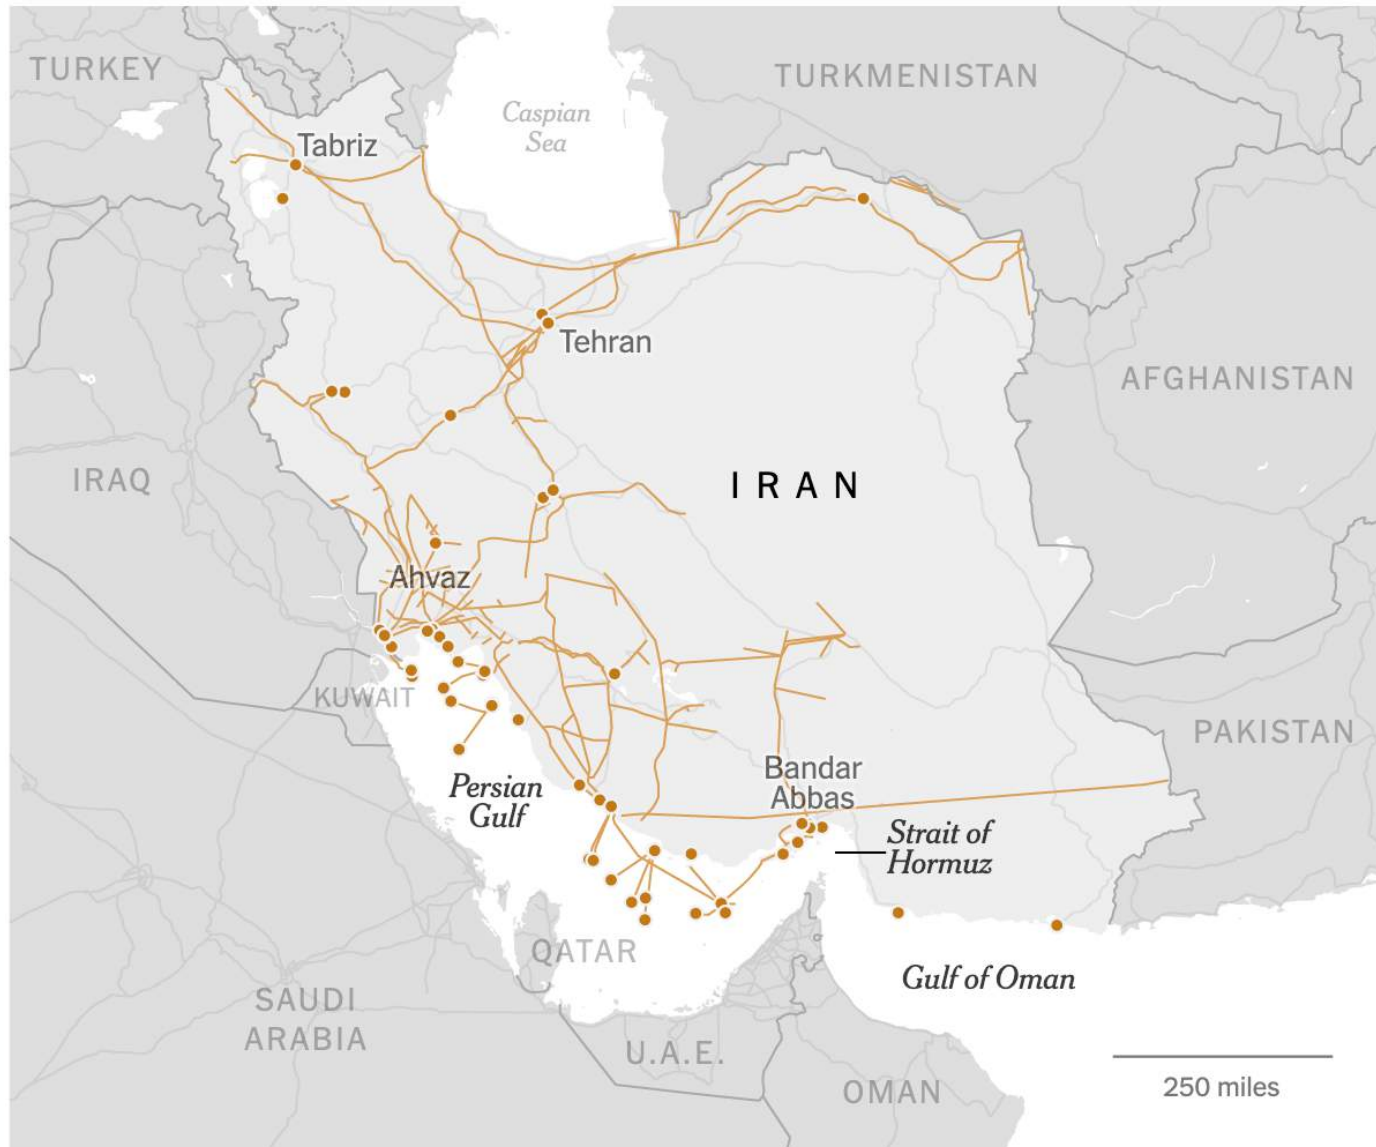 TURKEY
TURKMENISTAN
Caspian
Sea
Tabriz
Tehran
AFGHANISTAN
IRAQ
IRAN
Ahvaz
KUWAIT
PAKISTAN
Bandar
Abbas
Persian
Gulf
Strait of
Hormuz
QATAR
Gulf of Oman
SAUDI
ARABIA
U.A.E.
OMAN
250 miles